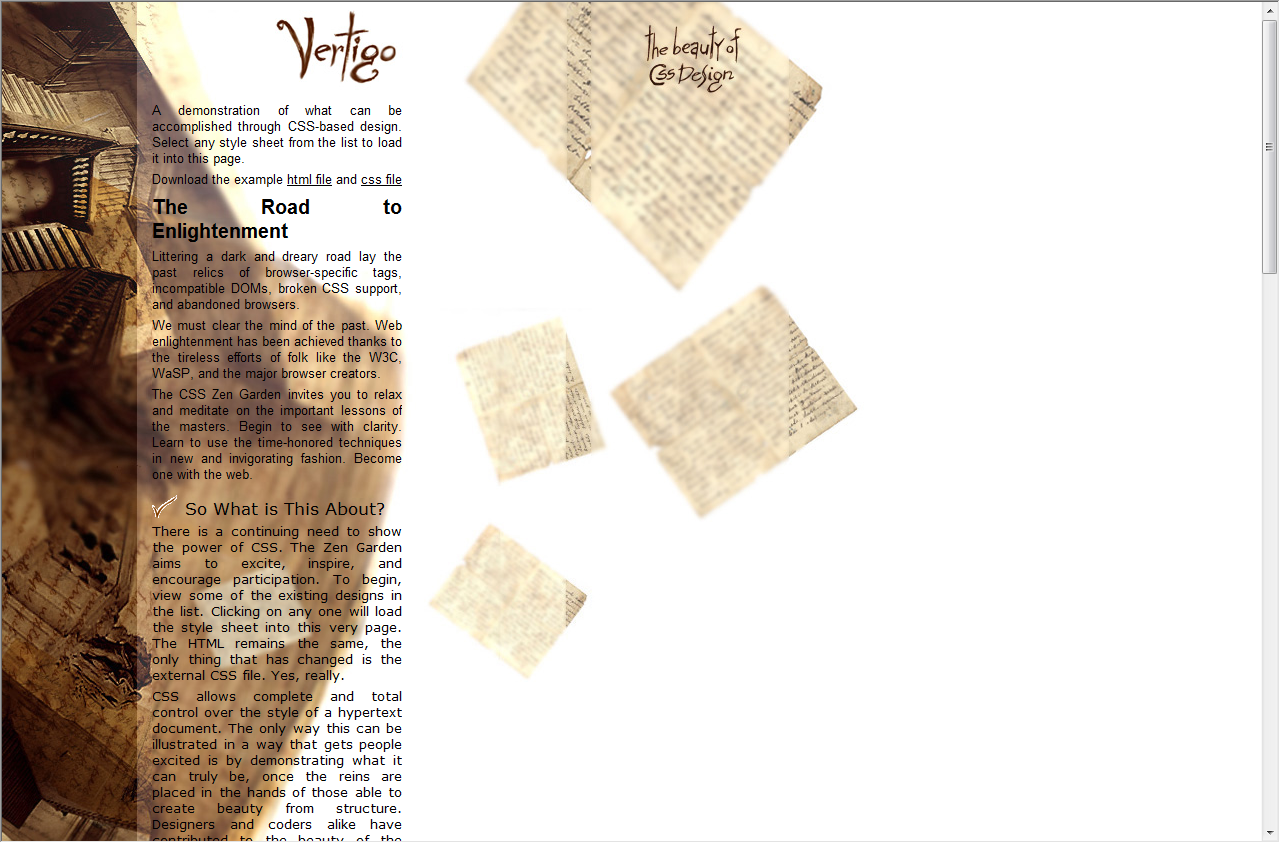 Vertigo
the beauty of
CSS Design
A demonstration of what can be
accomplished through CSS-based design.
Select any style sheet from the list to load
it into this page.
Download the example html file and css file
The Road to
Enlightenment
Littering a dark and dreary road lay the
past relics of browser-specific tags,
incompatible DOMs, broken CSS support,
and abandoned browsers.
We must clear the mind of the past. Web
enlightenment has been achieved thanks to
the tireless efforts of folk like the W3C,
WaSP, and the major browser creators.
The CSS Zen Garden invites you to relax
and meditate on the important lessons of
the masters. Begin to see with clarity.
Learn to use the time-honored techniques
in new and invigorating fashion. Become
one with the web.
So What is This About?
There is a continuing need to show
the power of CSS. The Zen Garden
aims to excite, inspire, and
encourage participation. To begin,
view some of the existing designs in
the list. Clicking on any one will load
the style sheet into this very page.
The HTML remains the same, the
only thing that has changed is the
external CSS file. Yes, really.
CSS allows complete and total
control over the style of a hypertext
document. The only way this can be
illustrated in a way that gets people
excited is by demonstrating what it
can truly be, once the reins are
placed in the hands of those able to
create beauty from structure.
Designers and coders alike have
contributed to the beauty of the